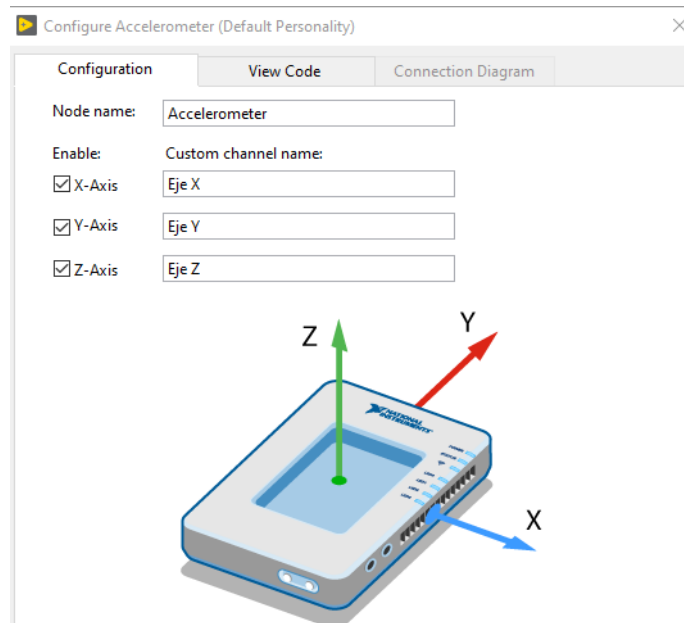 Configure Accelerometer (Default Personality)
Configuration View Code Connection Diagram
Node name: Accelerometer
Enable: Custom channel name:
X-Axis Eje X
Y-Axis Eje Y
Z-Axis Eje Z
Z
Y
NATIONAL
INSTRUMENTS
X